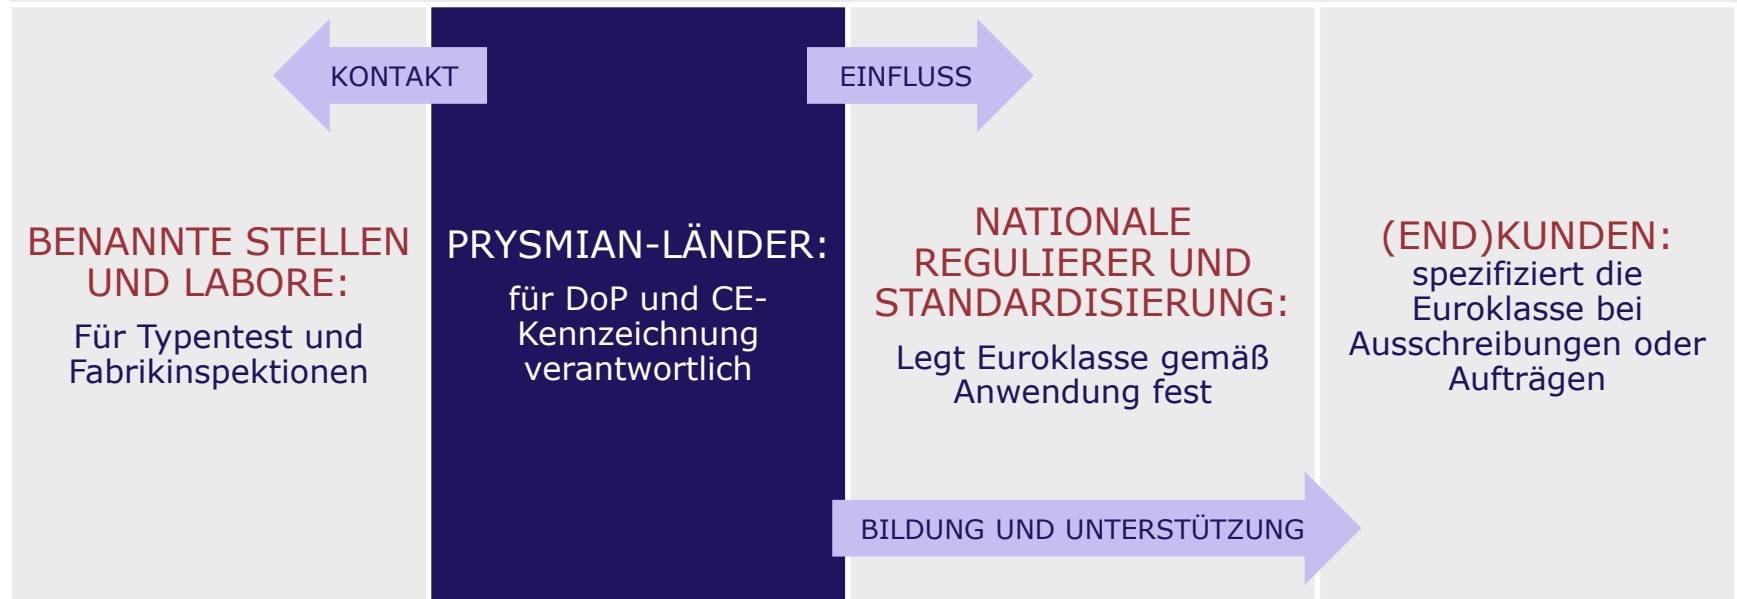 KONTAKT
EINFLUSS
BENANNTE STELLEN
UND LABORE:
Für Typentest und
Fabrikinspektionen
PRYSMIAN-LÄNDER:
für DoP und CE-
Kennzeichnung
verantwortlich
NATIONALE
REGULIERER UND
STANDARDISIERUNG:
Legt Euroklasse gemäß
Anwendung fest
(END)KUNDEN:
spezifiziert die
Euroklasse bei
Ausschreibungen oder
Aufträgen
BILDUNG UND UNTERSTÜTZUNG